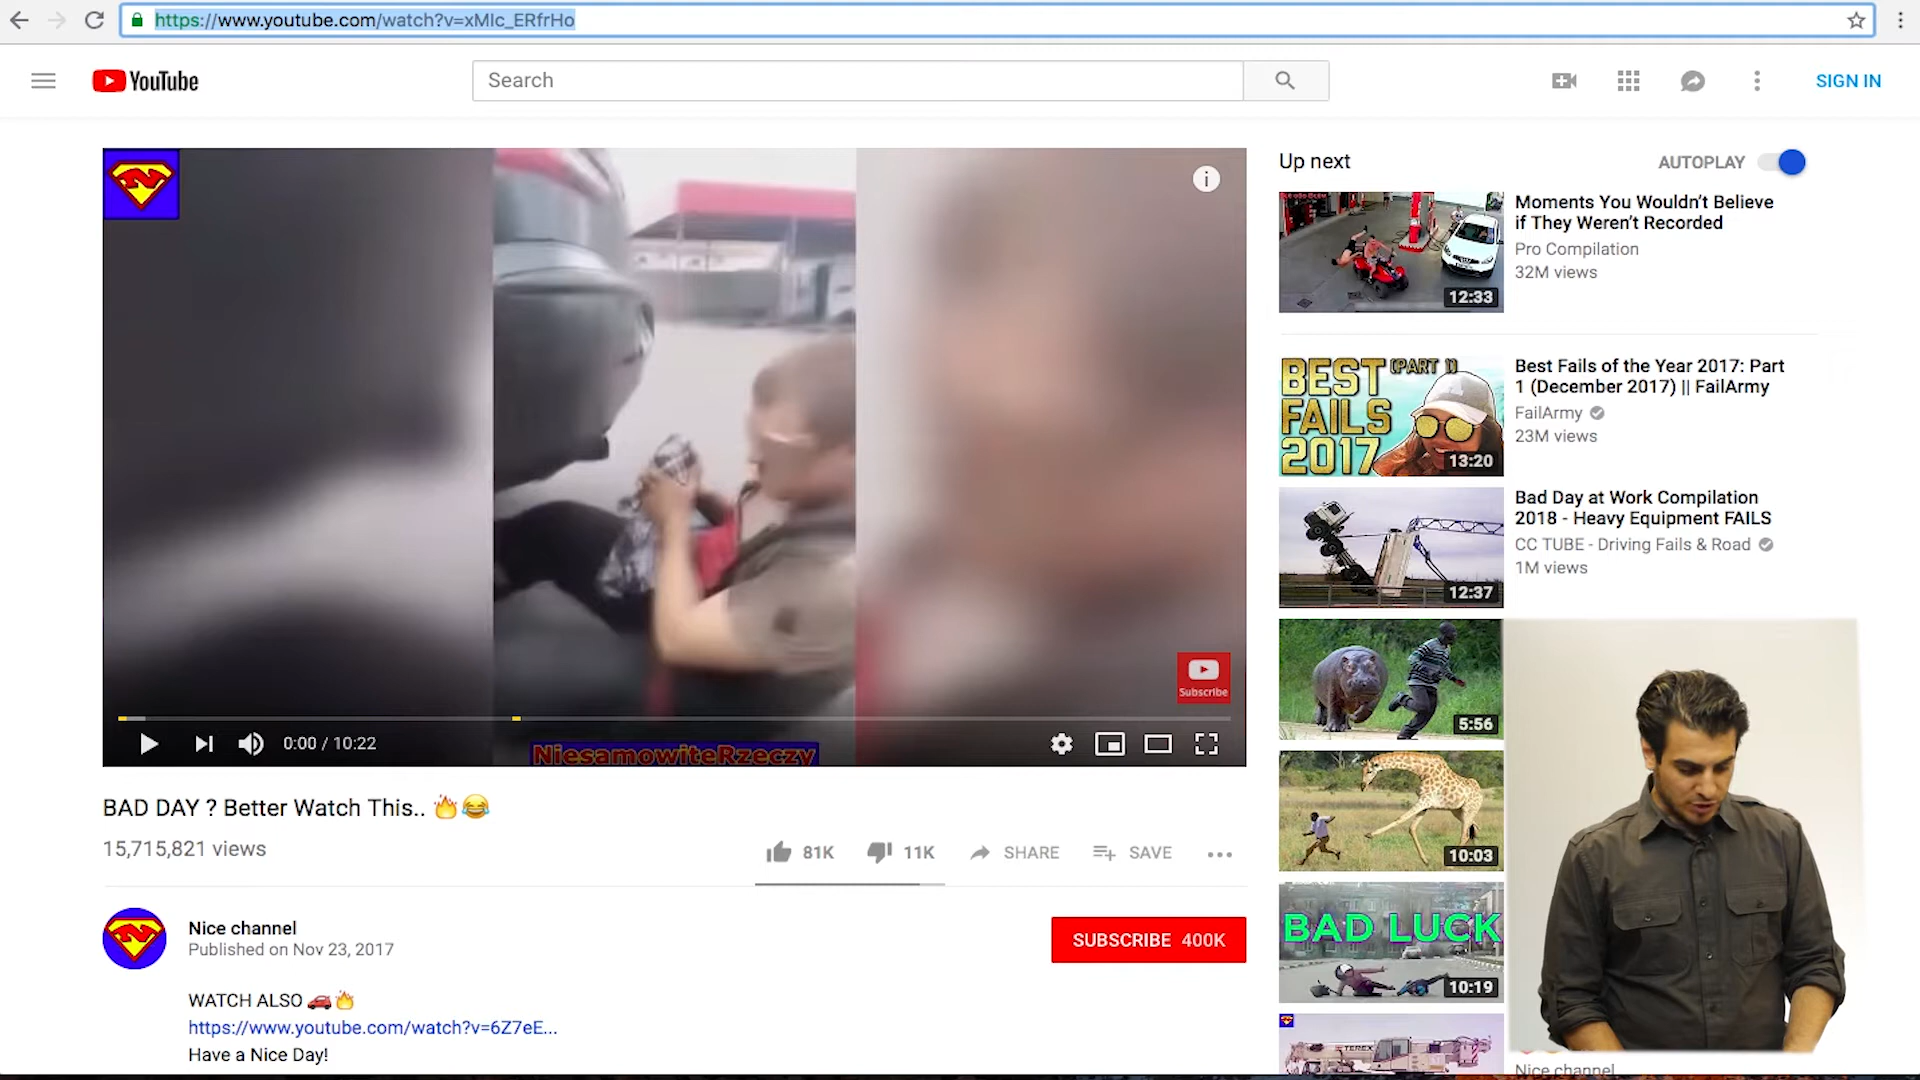 https://www.youtube.com/watch?v=xMIc_ERfrHo
YouTube
Search
SIGN IN
Subscribe
0:00 / 10:22
NiesamowiteRzeczy
BAD DAY ? Better Watch This.. 🔥😂
15,715,821 views
81K
11K
SHARE
SAVE
Nice channel
Published on Nov 23, 2017
SUBSCRIBE 400K
WATCH ALSO 🚗🔥
https://www.youtube.com/watch?v=6Z7eE...
Have a Nice Day!
Up next
AUTOPLAY
12:33
Moments You Wouldn’t Believe
if They Weren’t Recorded
Pro Compilation
32M views
BEST (PART 1)
FAILS
2017
13:20
Best Fails of the Year 2017: Part
1 (December 2017) || FailArmy
FailArmy
23M views
12:37
Bad Day at Work Compilation
2018 - Heavy Equipment FAILS
CC TUBE - Driving Fails & Road
1M views
5:56
10:03
BAD LUCK
10:19
TEREX
Nice channel